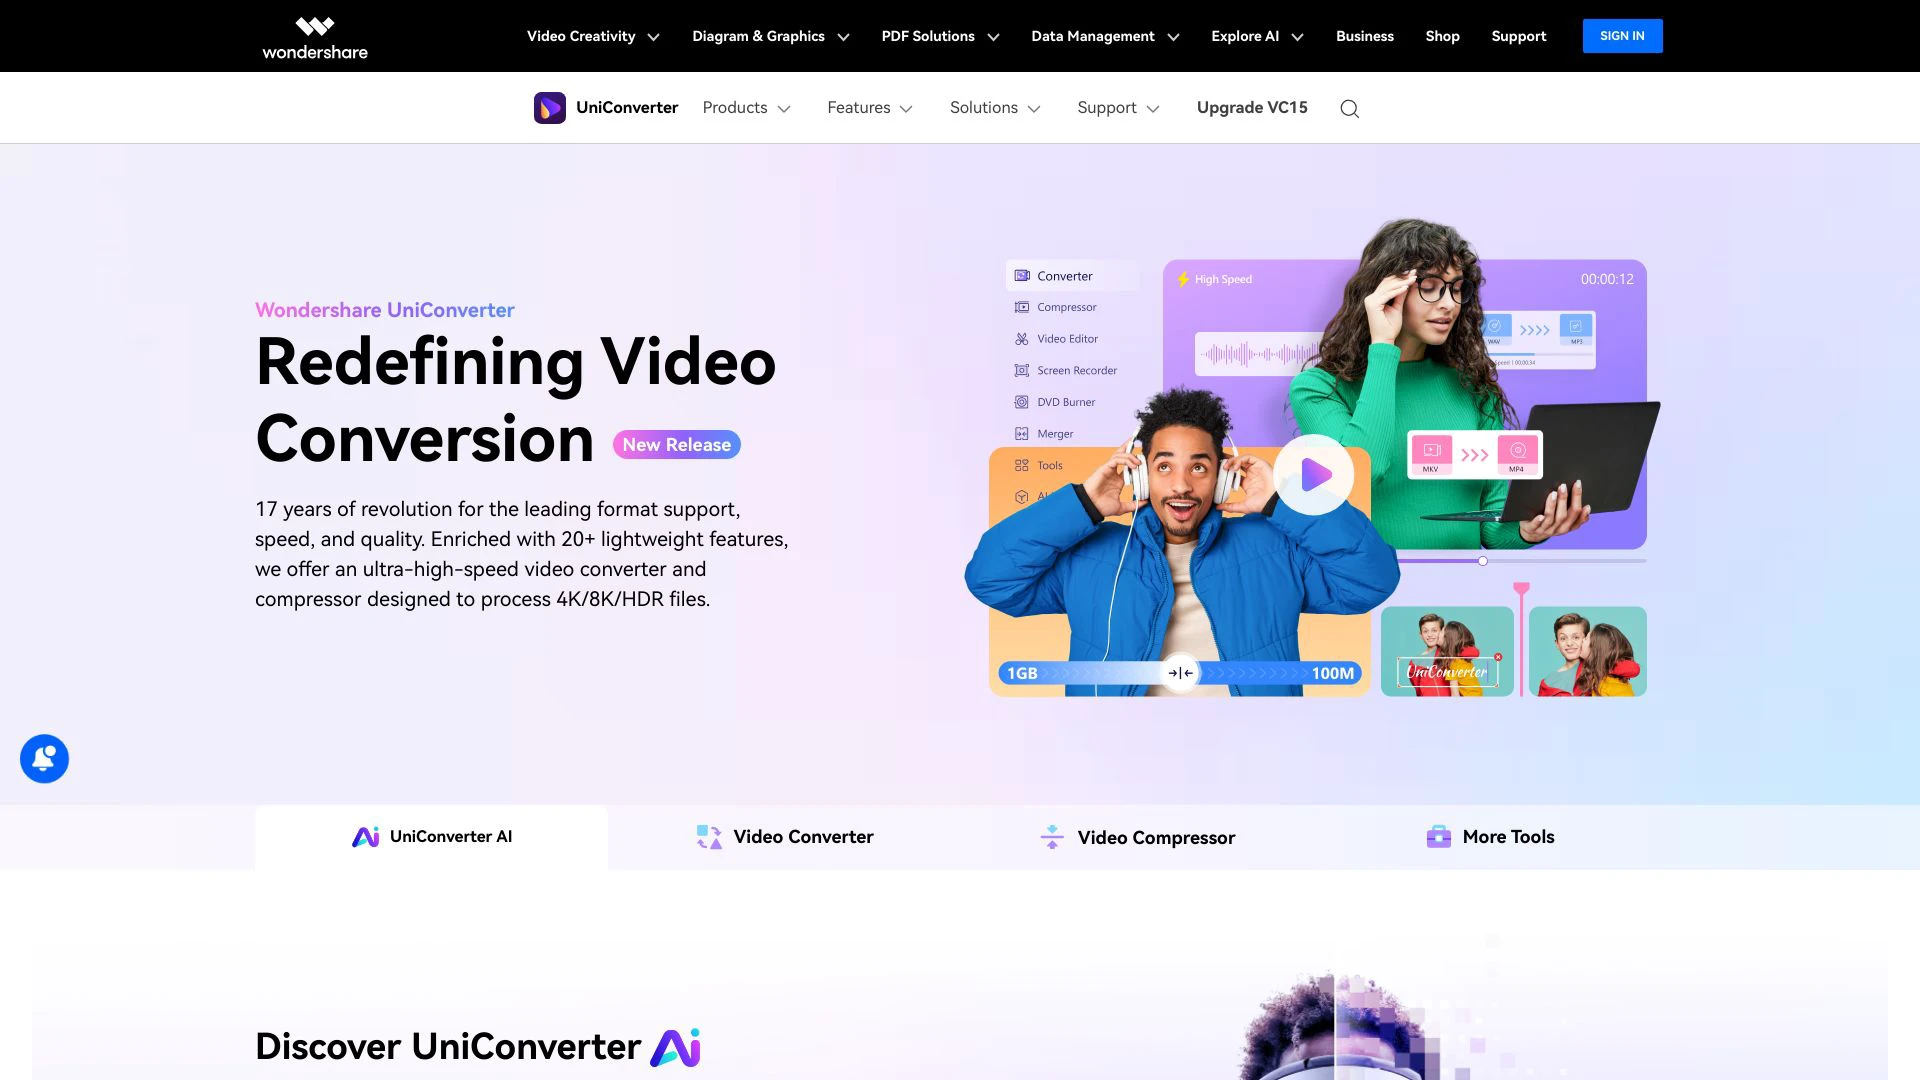 wondershare
Video Creativity
Diagram & Graphics
PDF Solutions
Data Management
Explore AI
Business
Shop
Support
SIGN IN
UniConverter
Products
Features
Solutions
Support
Upgrade VC15
Wondershare UniConverter
Redefining Video
Conversion New Release
17 years of revolution for the leading format support,
speed, and quality. Enriched with 20+ lightweight features,
we offer an ultra-high-speed video converter and
compressor designed to process 4K/8K/HDR files.
Converter
Compressor
Video Editor
Screen Recorder
DVD Burner
Merger
Tools
High Speed
00:00:12
WAV
MP3
00:00:34
MKV
MP4
1GB
100M
UniConverter
UniConverter AI
Video Converter
Video Compressor
More Tools
Discover UniConverter Ai